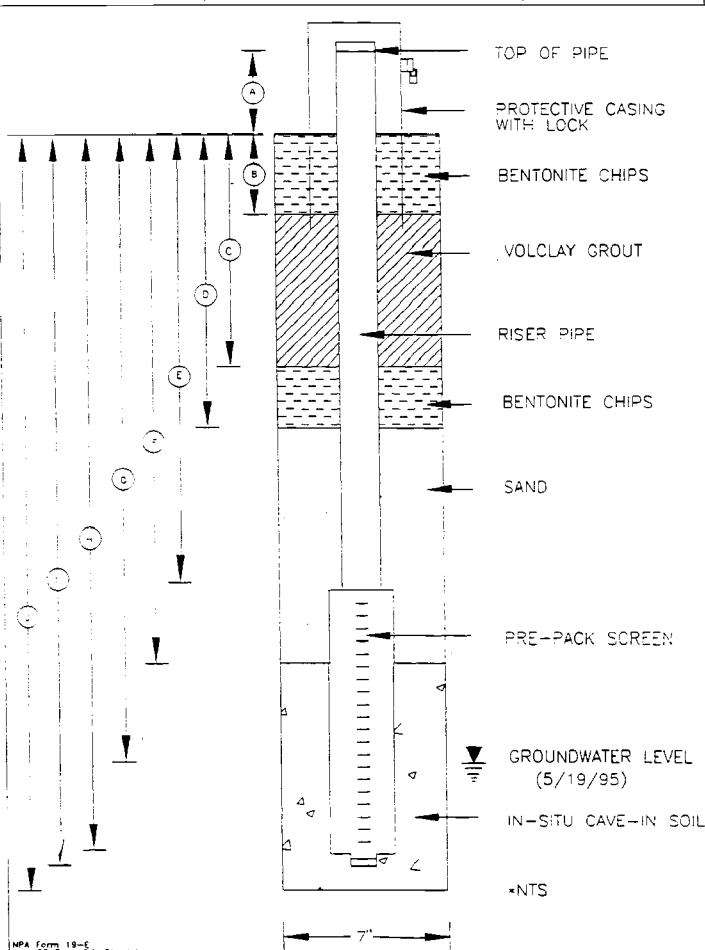 TOP OF PIPE
A
PROTECTIVE CASING
WITH LOCK
B
BENTONITE CHIPS
C
VOLCLAY GROUT
D
RISER PIPE
E
BENTONITE CHIPS
F
G
SAND
H
I
J
PRE-PACK SCREEN
GROUNDWATER LEVEL
(5/19/95)
IN-SITU CAVE-IN SOIL
*NTS
7"
NPA Form 19-E